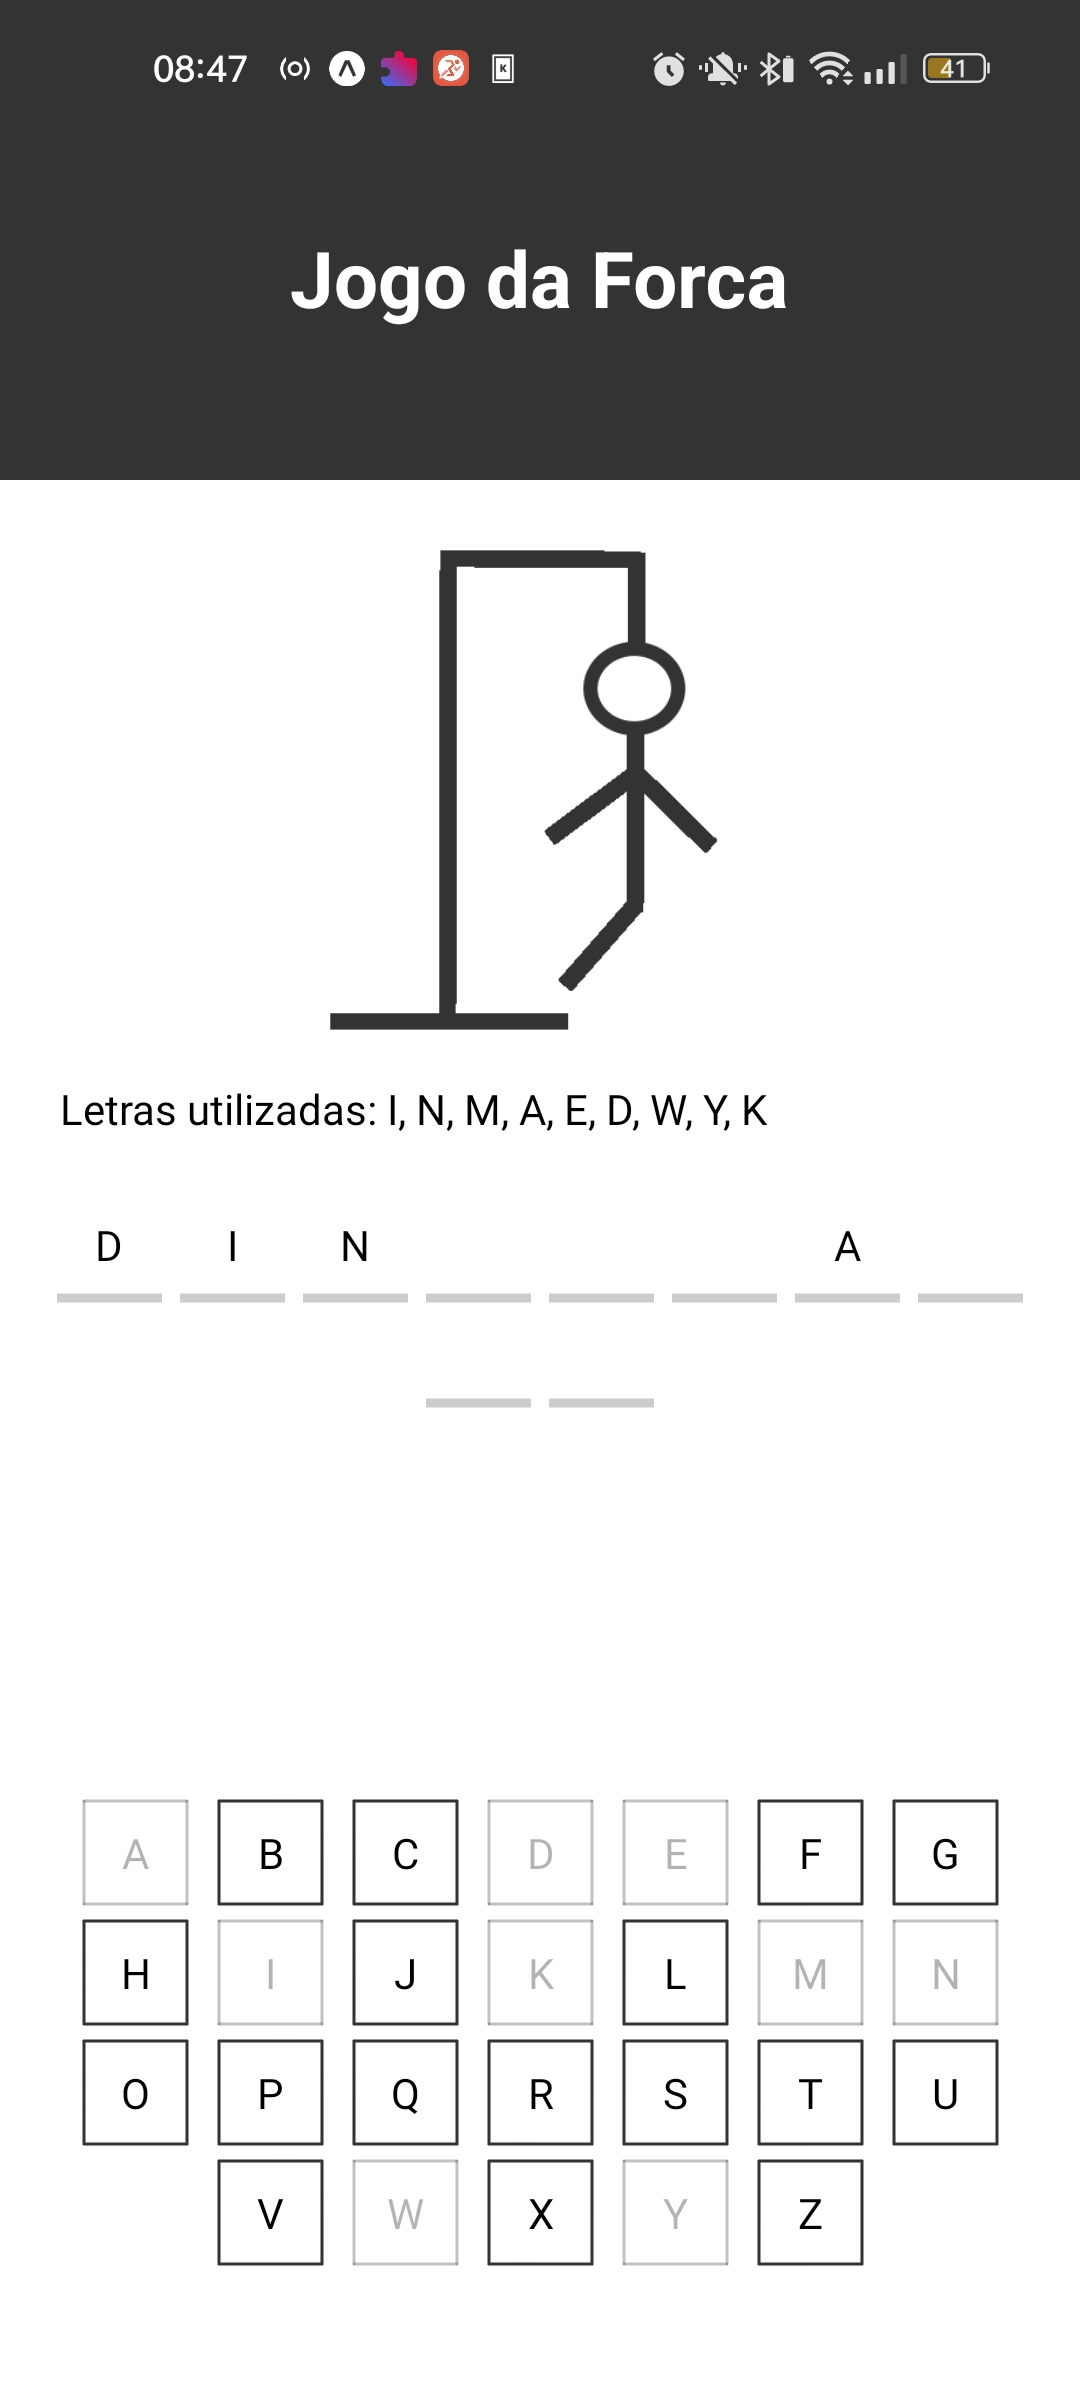 08:47 41
Jogo da Forca
Letras utilizadas: I, N, M, A, E, D, W, Y, K
D I N A
A B C D E F G
H I J K L M N
O P Q R S T U
V W X Y Z